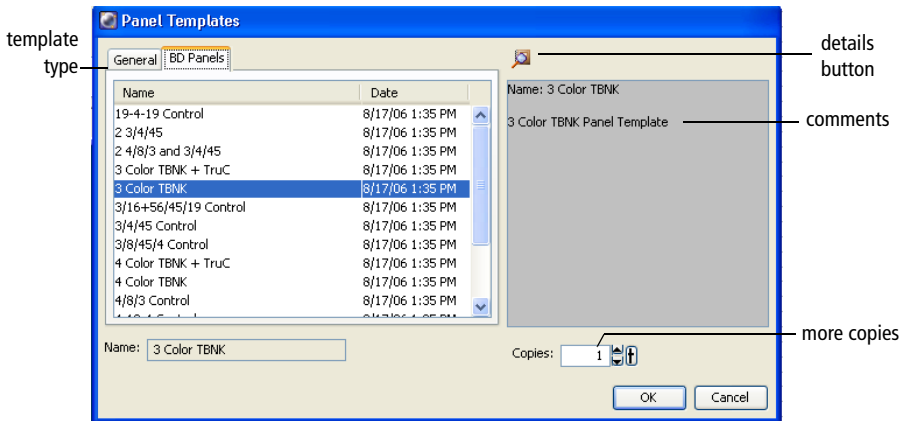 Panel Templates
template
type
General
BD Panels
details
button
Name Date
19-4-19 Control 8/17/06 1:35 PM
2 3/4/45 8/17/06 1:35 PM
2 4/8/3 and 3/4/45 8/17/06 1:35 PM
3 Color TBNK + TruC 8/17/06 1:35 PM
3 Color TBNK 8/17/06 1:35 PM
3/16+56/45/19 Control 8/17/06 1:35 PM
3/4/45 Control 8/17/06 1:35 PM
3/8/45/4 Control 8/17/06 1:35 PM
4 Color TBNK + TruC 8/17/06 1:35 PM
4 Color TBNK 8/17/06 1:35 PM
4/8/3 Control 8/17/06 1:35 PM
Name: 3 Color TBNK
3 Color TBNK Panel Template
comments
Name: 3 Color TBNK
Copies: 1
more copies
OK
Cancel